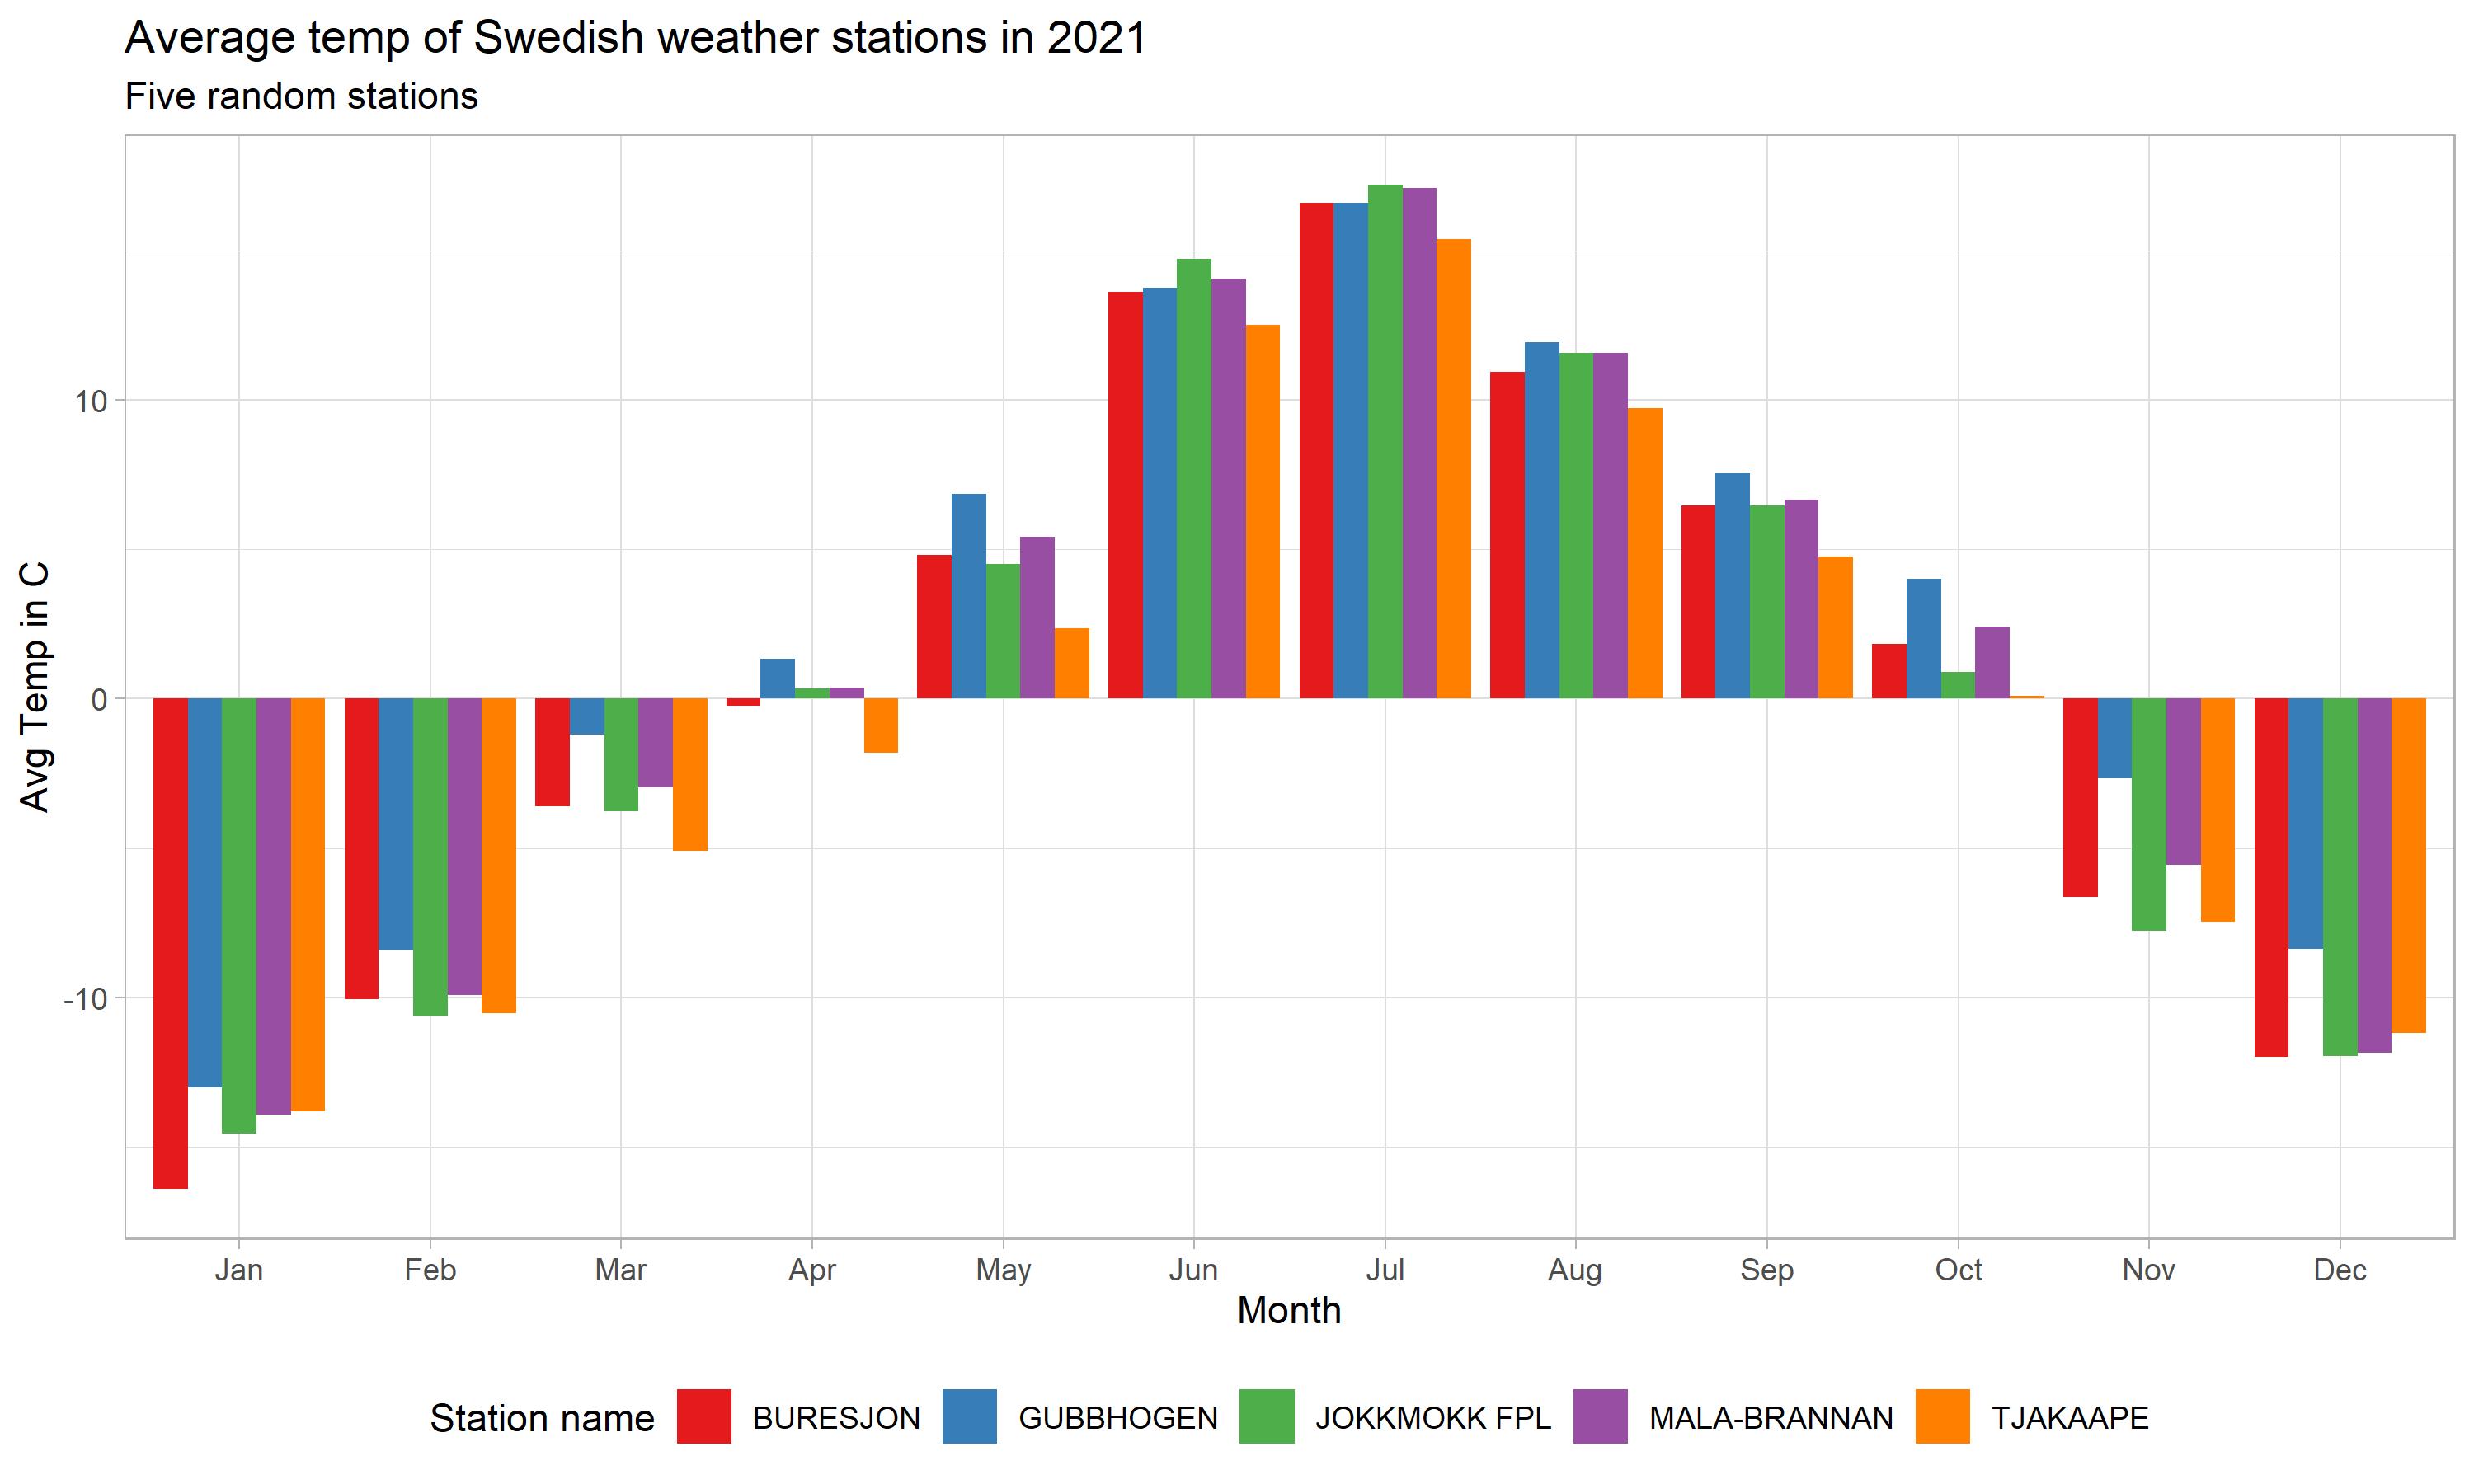 Average temp of Swedish weather stations in 2021
Five random stations
Avg Temp in C
10
0
-10
Jan Feb Mar Apr May Jun Jul Aug Sep Oct Nov Dec
Month
Station name BURESJON GUBBHOGEN JOKKMOKK FPL MALA-BRANNAN TJAKAAPE